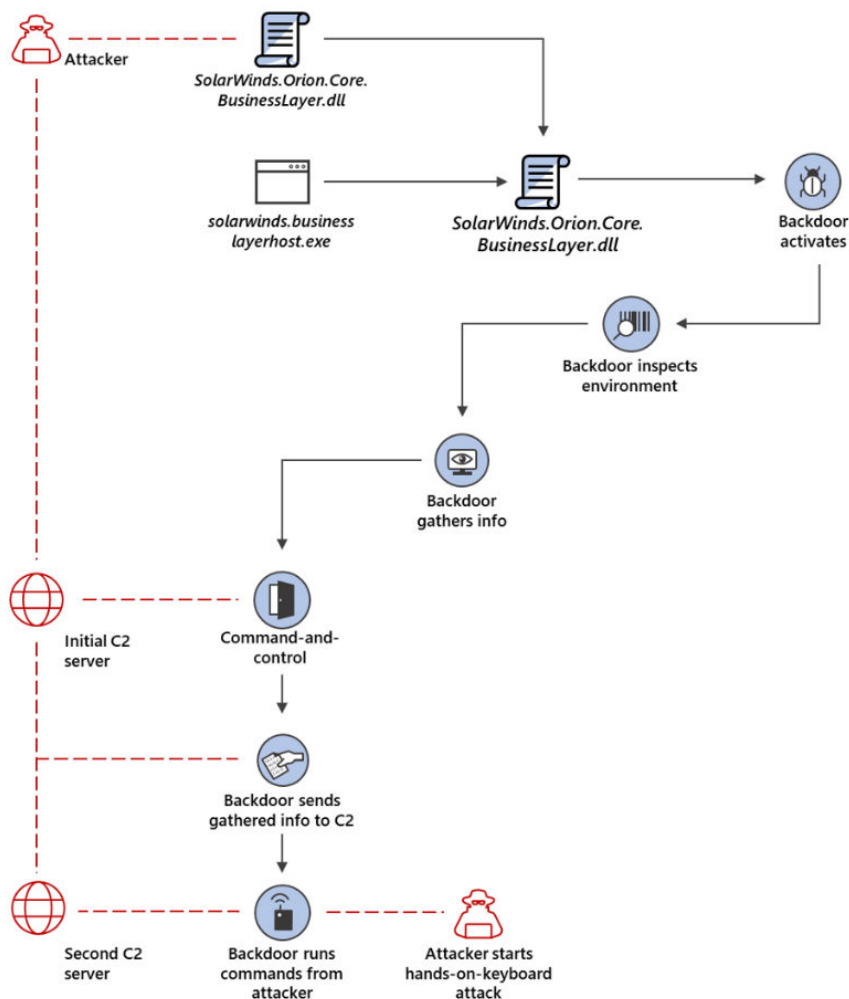 Attacker
SolarWinds.Orion.Core.
BusinessLayer.dll
solarwinds.business
layerhost.exe
SolarWinds.Orion.Core.
BusinessLayer.dll
Backdoor
activates
Backdoor inspects
environment
Backdoor
gathers info
Initial C2
server
Command-and-
control
Backdoor sends
gathered info to C2
Second C2
server
Backdoor runs
commands from
attacker
Attacker starts
hands-on-keyboard
attack